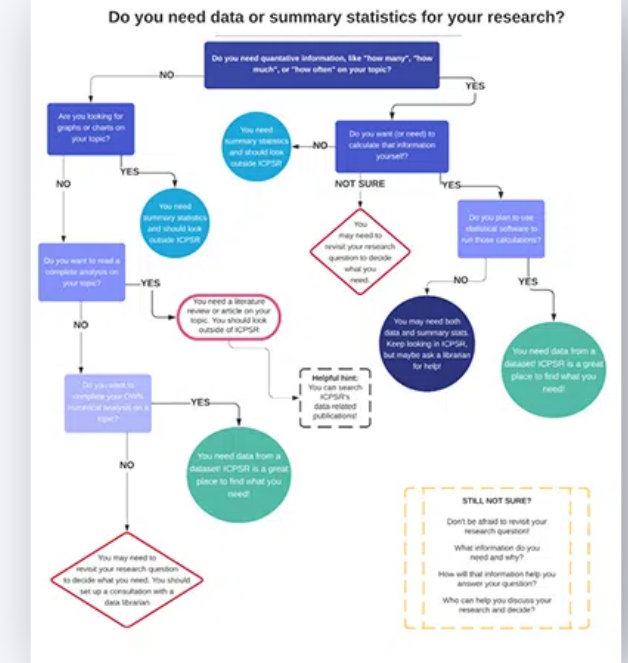 Do you need data or summary statistics for your research?
Do you need quantative information, like "how many", "how
much", or "how often" on your topic?
NO
YES
Are you looking for
graphs or charts on
your topic?
You need
summary statistics
and should look
outside ICPSR
NO
Do you want (or need) to
calculate that information
yourself?
YES
NO
NOT SURE
YES
You need
summary statistics
and should look
outside ICPSR
You
may need to
revisit your research
question to decide
what you
need.
Do you plan to use
statistical software to
run those calculations?
Do you want to read a
complete analysis on
your topic?
YES
NO
YES
You need a literature
review or article on your
topic. You should look
outside of ICPSR
You may need both
data and summary stats.
Keep looking in ICPSR,
but maybe ask a librarian
for help!
You need data from a
dataset! ICPSR is a great
place to find what you
need!
NO
Helpful hint:
You can search
ICPSR's
data-related
publications!
Do you want to
complete your OWN
numerical analysis on a
topic?
YES
NO
You need data from a
dataset! ICPSR is a great
place to find what you
need!
You may need to
revisit your research question
to decide what you need. You should
set up a consultation with a
data librarian
STILL NOT SURE?
Don't be afraid to revisit your
research question!
What information do you
need and why?
How will that information help you
answer your question?
Who can help you discuss your
research and decide?